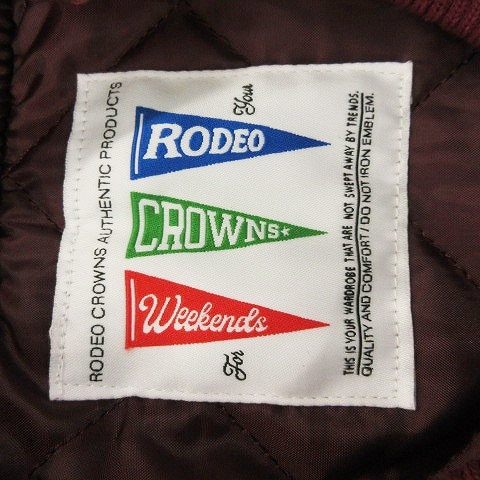 RODEO CROWNS AUTHENTIC PRODUCTS
Your
RODEO
CROWNS
Weekends
For
THIS IS YOUR WARDROBE THAT ARE NOT SWEPT AWAY BY TRENDS.
QUALITY AND COMFORT / DO NOT IRON EMBLEM.